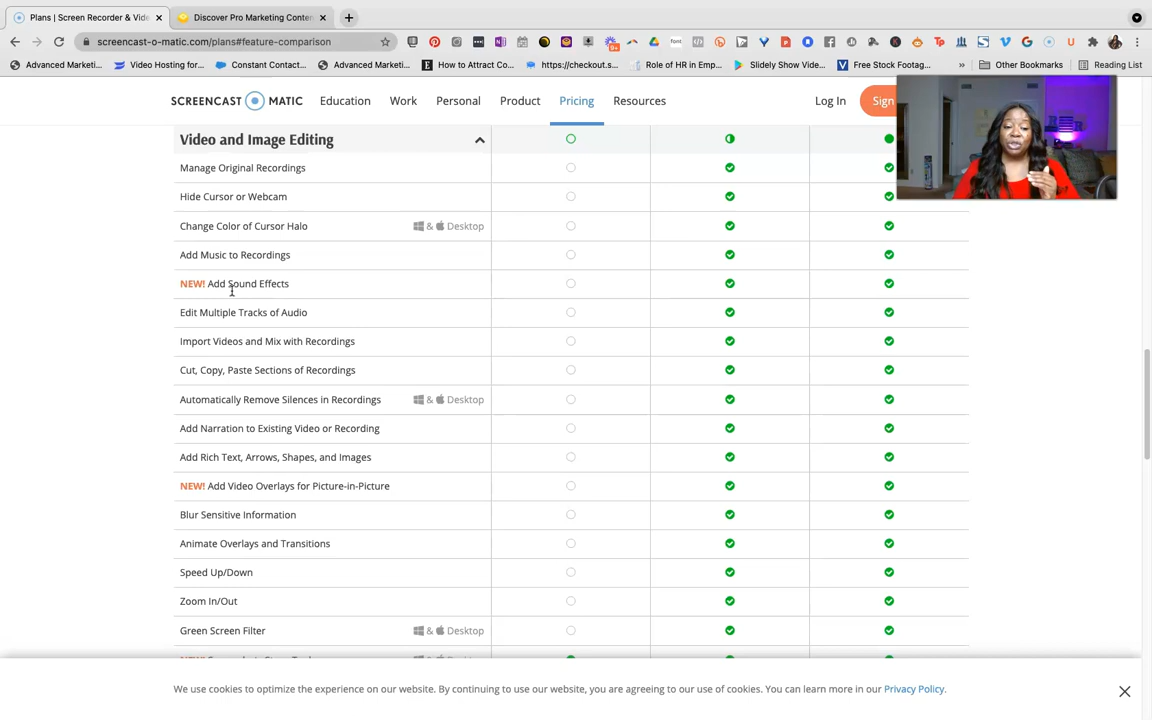 Plans | Screen Recorder & Vide
Discover Pro Marketing Conten
screencast-o-matic.com/plans#feature-comparison
Advanced Marketi...
Video Hosting for...
Constant Contact...
Advanced Marketi...
How to Attract Co...
https://checkout.s...
Role of HR in Emp...
Slidely Show Vide...
Free Stock Footag...
Other Bookmarks
Reading List
SCREENCAST MATIC
Education
Work
Personal
Product
Pricing
Resources
Log In
Sign
Video and Image Editing
Manage Original Recordings
Hide Cursor or Webcam
Change Color of Cursor Halo & Desktop
Add Music to Recordings
NEW! Add Sound Effects
Edit Multiple Tracks of Audio
Import Videos and Mix with Recordings
Cut, Copy, Paste Sections of Recordings
Automatically Remove Silences in Recordings & Desktop
Add Narration to Existing Video or Recording
Add Rich Text, Arrows, Shapes, and Images
NEW! Add Video Overlays for Picture-in-Picture
Blur Sensitive Information
Animate Overlays and Transitions
Speed Up/Down
Zoom In/Out
Green Screen Filter & Desktop
We use cookies to optimize the experience on our website. By continuing to use our website, you are agreeing to our use of cookies. You can learn more in our Privacy Policy.